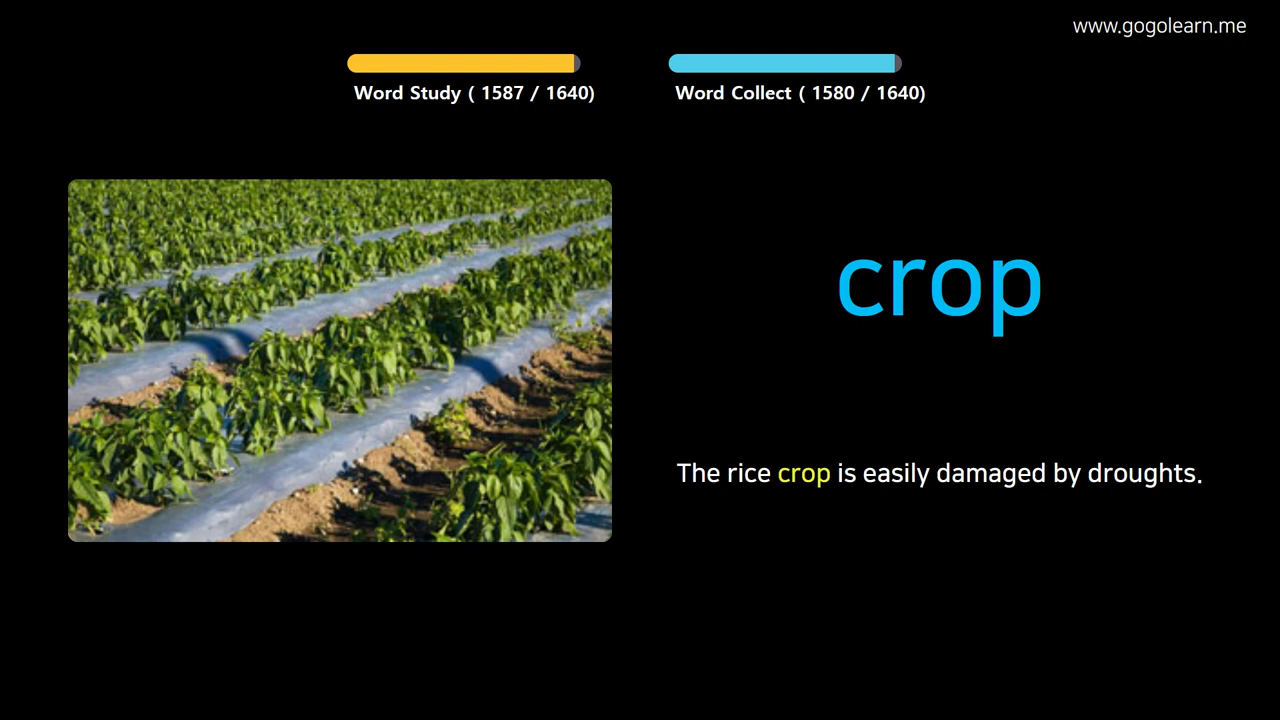 www.gogolearn.me
Word Study ( 1587 / 1640)
Word Collect ( 1580 / 1640)
crop
The rice crop is easily damaged by droughts.